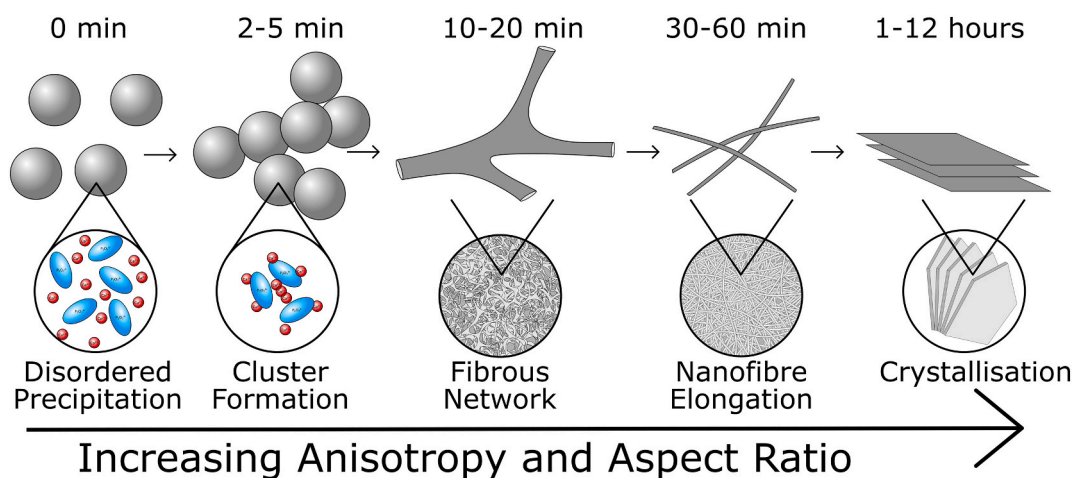 0 min
2-5 min
10-20 min
30-60 min
1-12 hours
Disordered
Precipitation
Cluster
Formation
Fibrous
Network
Nanofibre
Elongation
Crystallisation
Increasing Anisotropy and Aspect Ratio